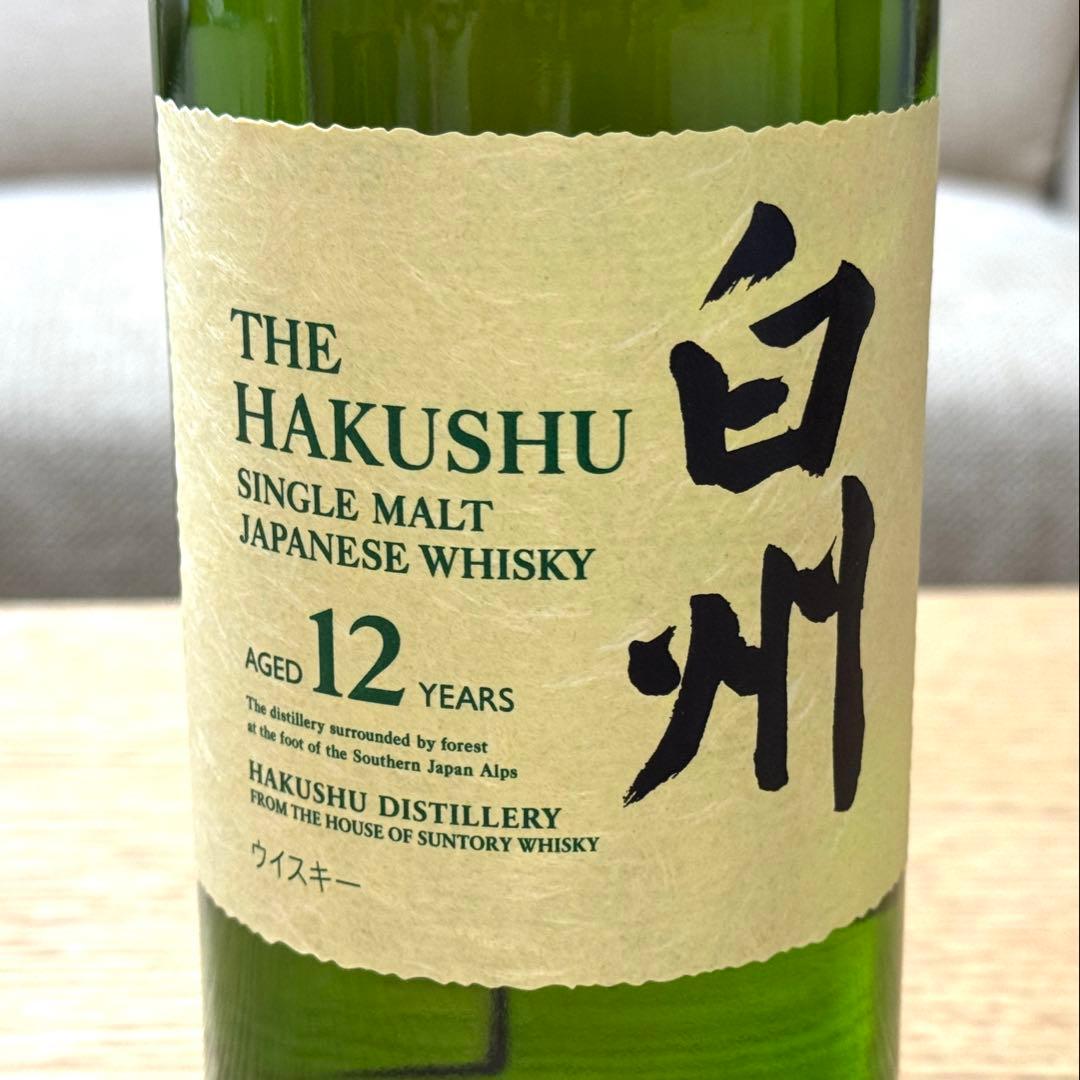 THE
HAKUSHU
SINGLE MALT
JAPANESE WHISKY
AGED 12 YEARS
The distillery surrounded by forest
at the foot of the Southern Japan Alps
HAKUSHU DISTILLERY
FROM THE HOUSE OF SUNTORY WHISKY
ウイスキー
白州